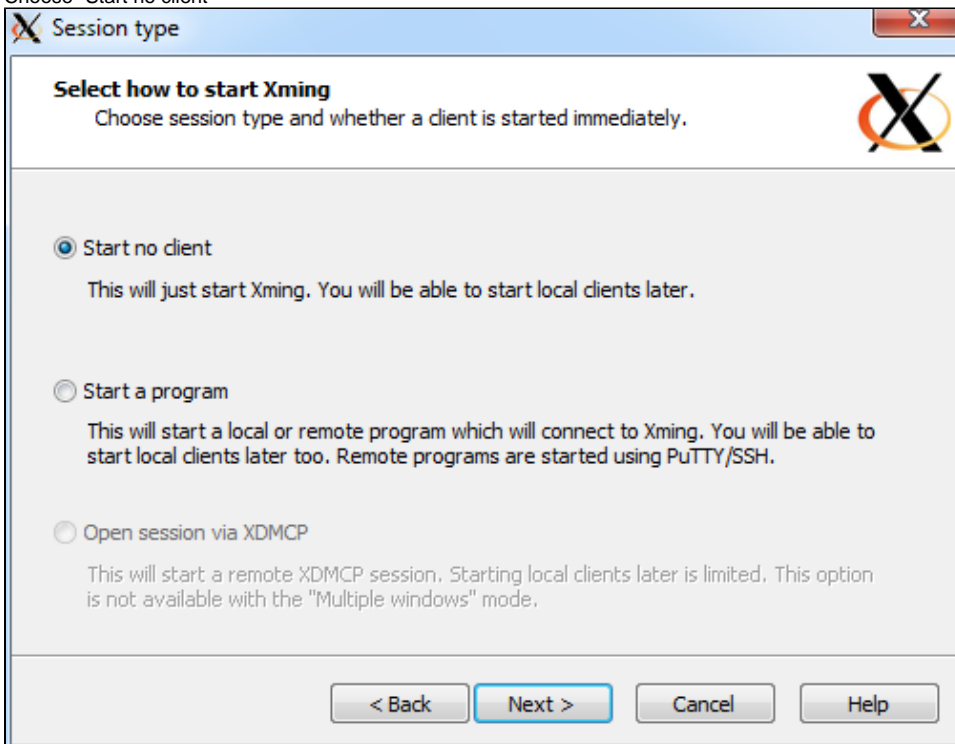 Choose "Start no client"
Session type
Select how to start Xming
Choose session type and whether a client is started immediately.
Start no client
This will just start Xming. You will be able to start local clients later.
Start a program
This will start a local or remote program which will connect to Xming. You will be able to
start local clients later too. Remote programs are started using PuTTY/SSH.
Open session via XDMCP
This will start a remote XDMCP session. Starting local clients later is limited. This option
is not available with the "Multiple windows" mode.
< Back
Next >
Cancel
Help